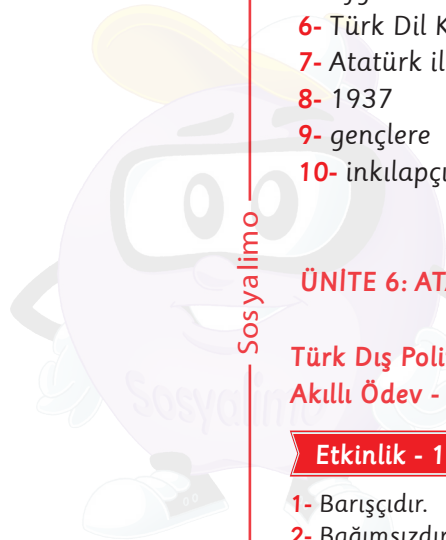 6- Türk Dil K
7- Atatürk il
8- 1937
9- gençlere
10- inkılapçı
Sosyalimo
ÜNİTE 6: AT
Türk Dış Poli
Akıllı Ödev -
Etkinlik - 1
1- Barışçıdır.
2- Bağımsızdır
Sosyalimo